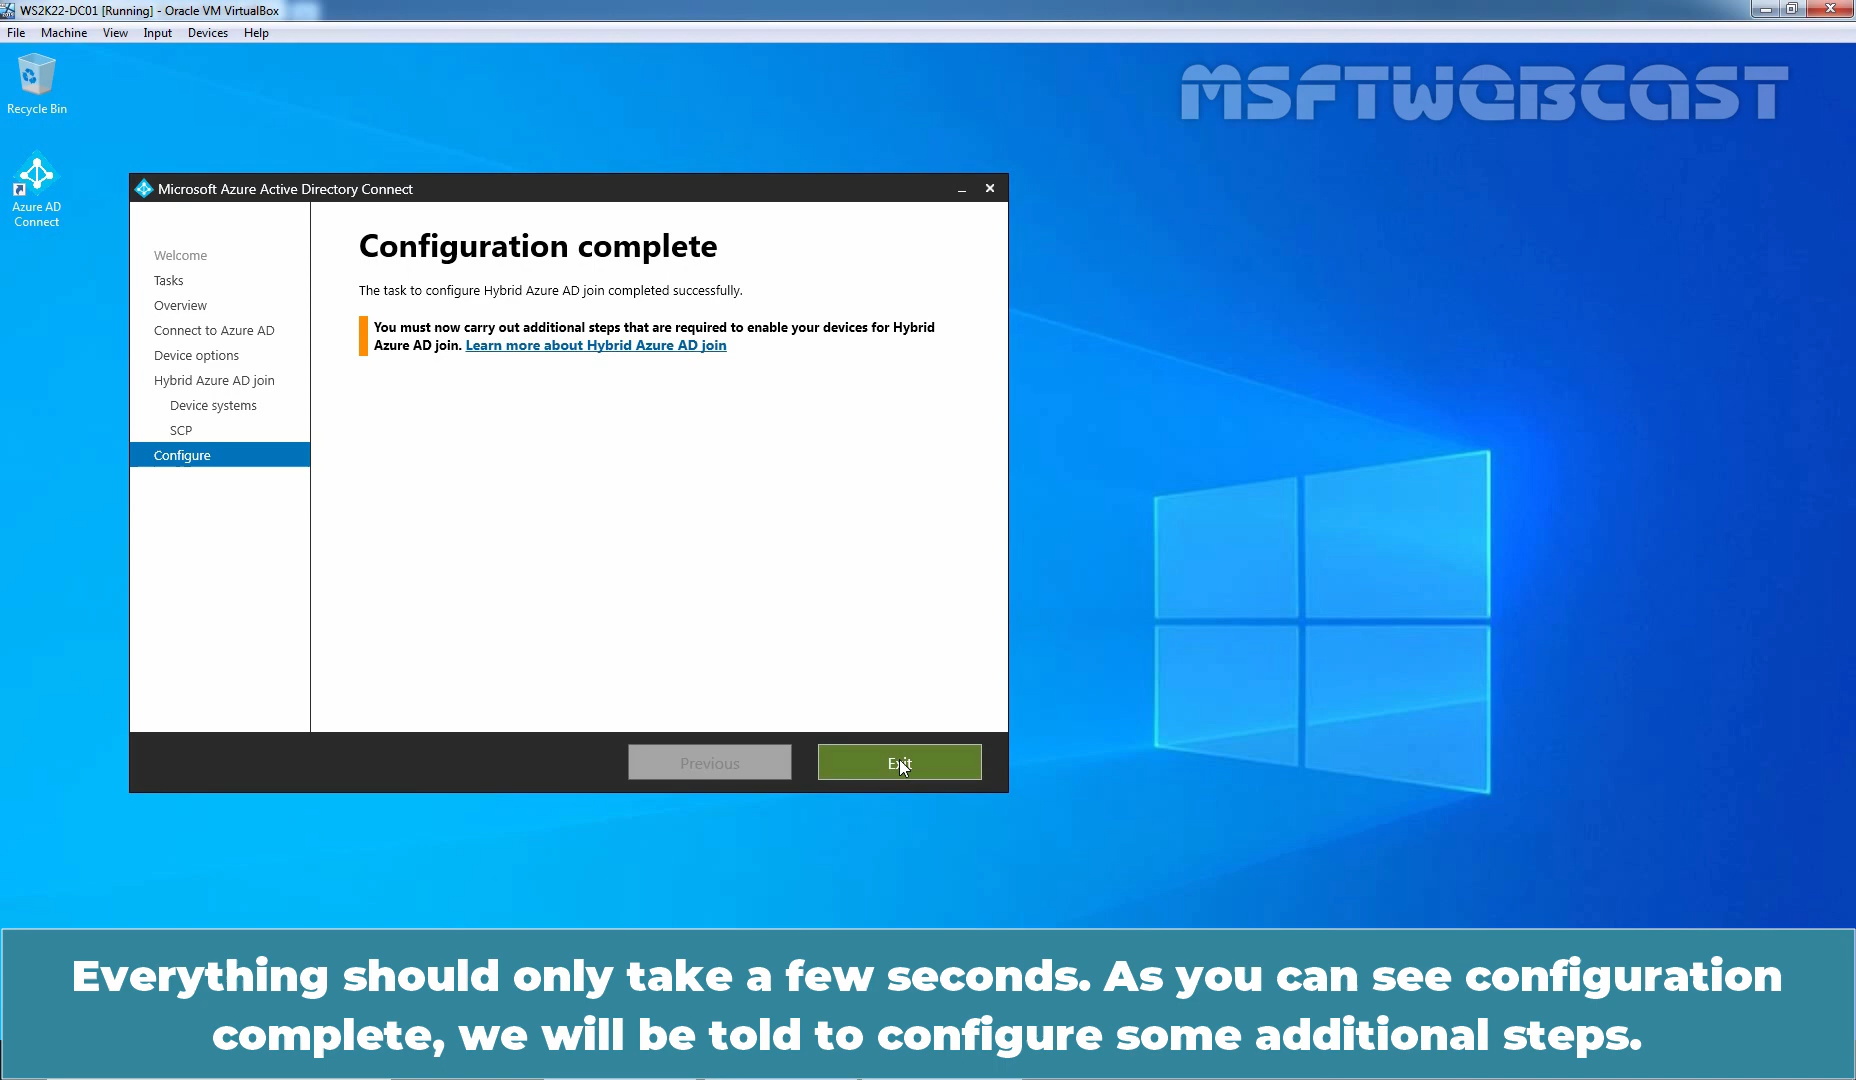 WS2K22-DC01 [Running] - Oracle VM VirtualBox
File Machine View Input Devices Help
MSFTWEBCAST
Recycle Bin
Azure AD
Connect
Microsoft Azure Active Directory Connect
Welcome
Tasks
Overview
Connect to Azure AD
Device options
Hybrid Azure AD join
Device systems
SCP
Configure
Configuration complete
The task to configure Hybrid Azure AD join completed successfully.
You must now carry out additional steps that are required to enable your devices for Hybrid
Azure AD join. Learn more about Hybrid Azure AD join
Previous
Exit
Everything should only take a few seconds. As you can see configuration
complete, we will be told to configure some additional steps.